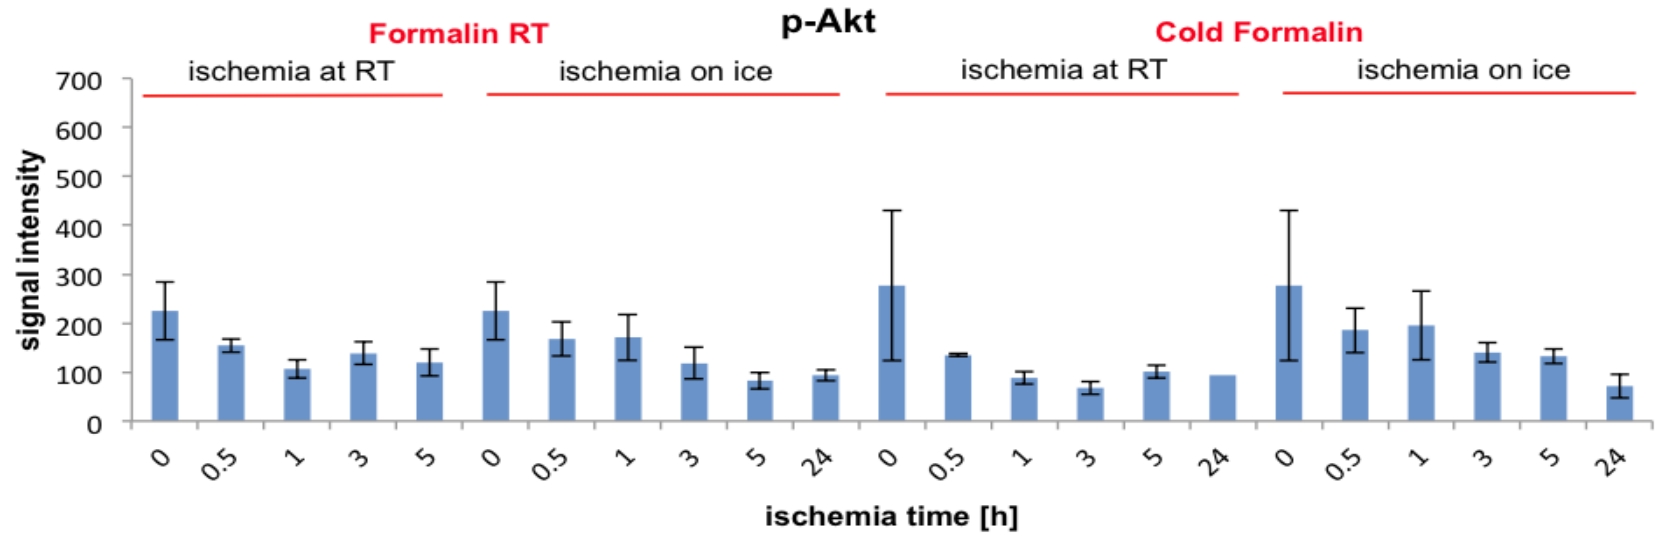 p-Akt
Formalin RT
Cold Formalin
ischemia at RT
ischemia on ice
ischemia at RT
ischemia on ice
signal intensity
700
600
500
400
300
200
100
0
0 0.5 1 3 5 0 0.5 1 3 5 24 0 0.5 1 3 5 24 0 0.5 1 3 5 24
ischemia time [h]